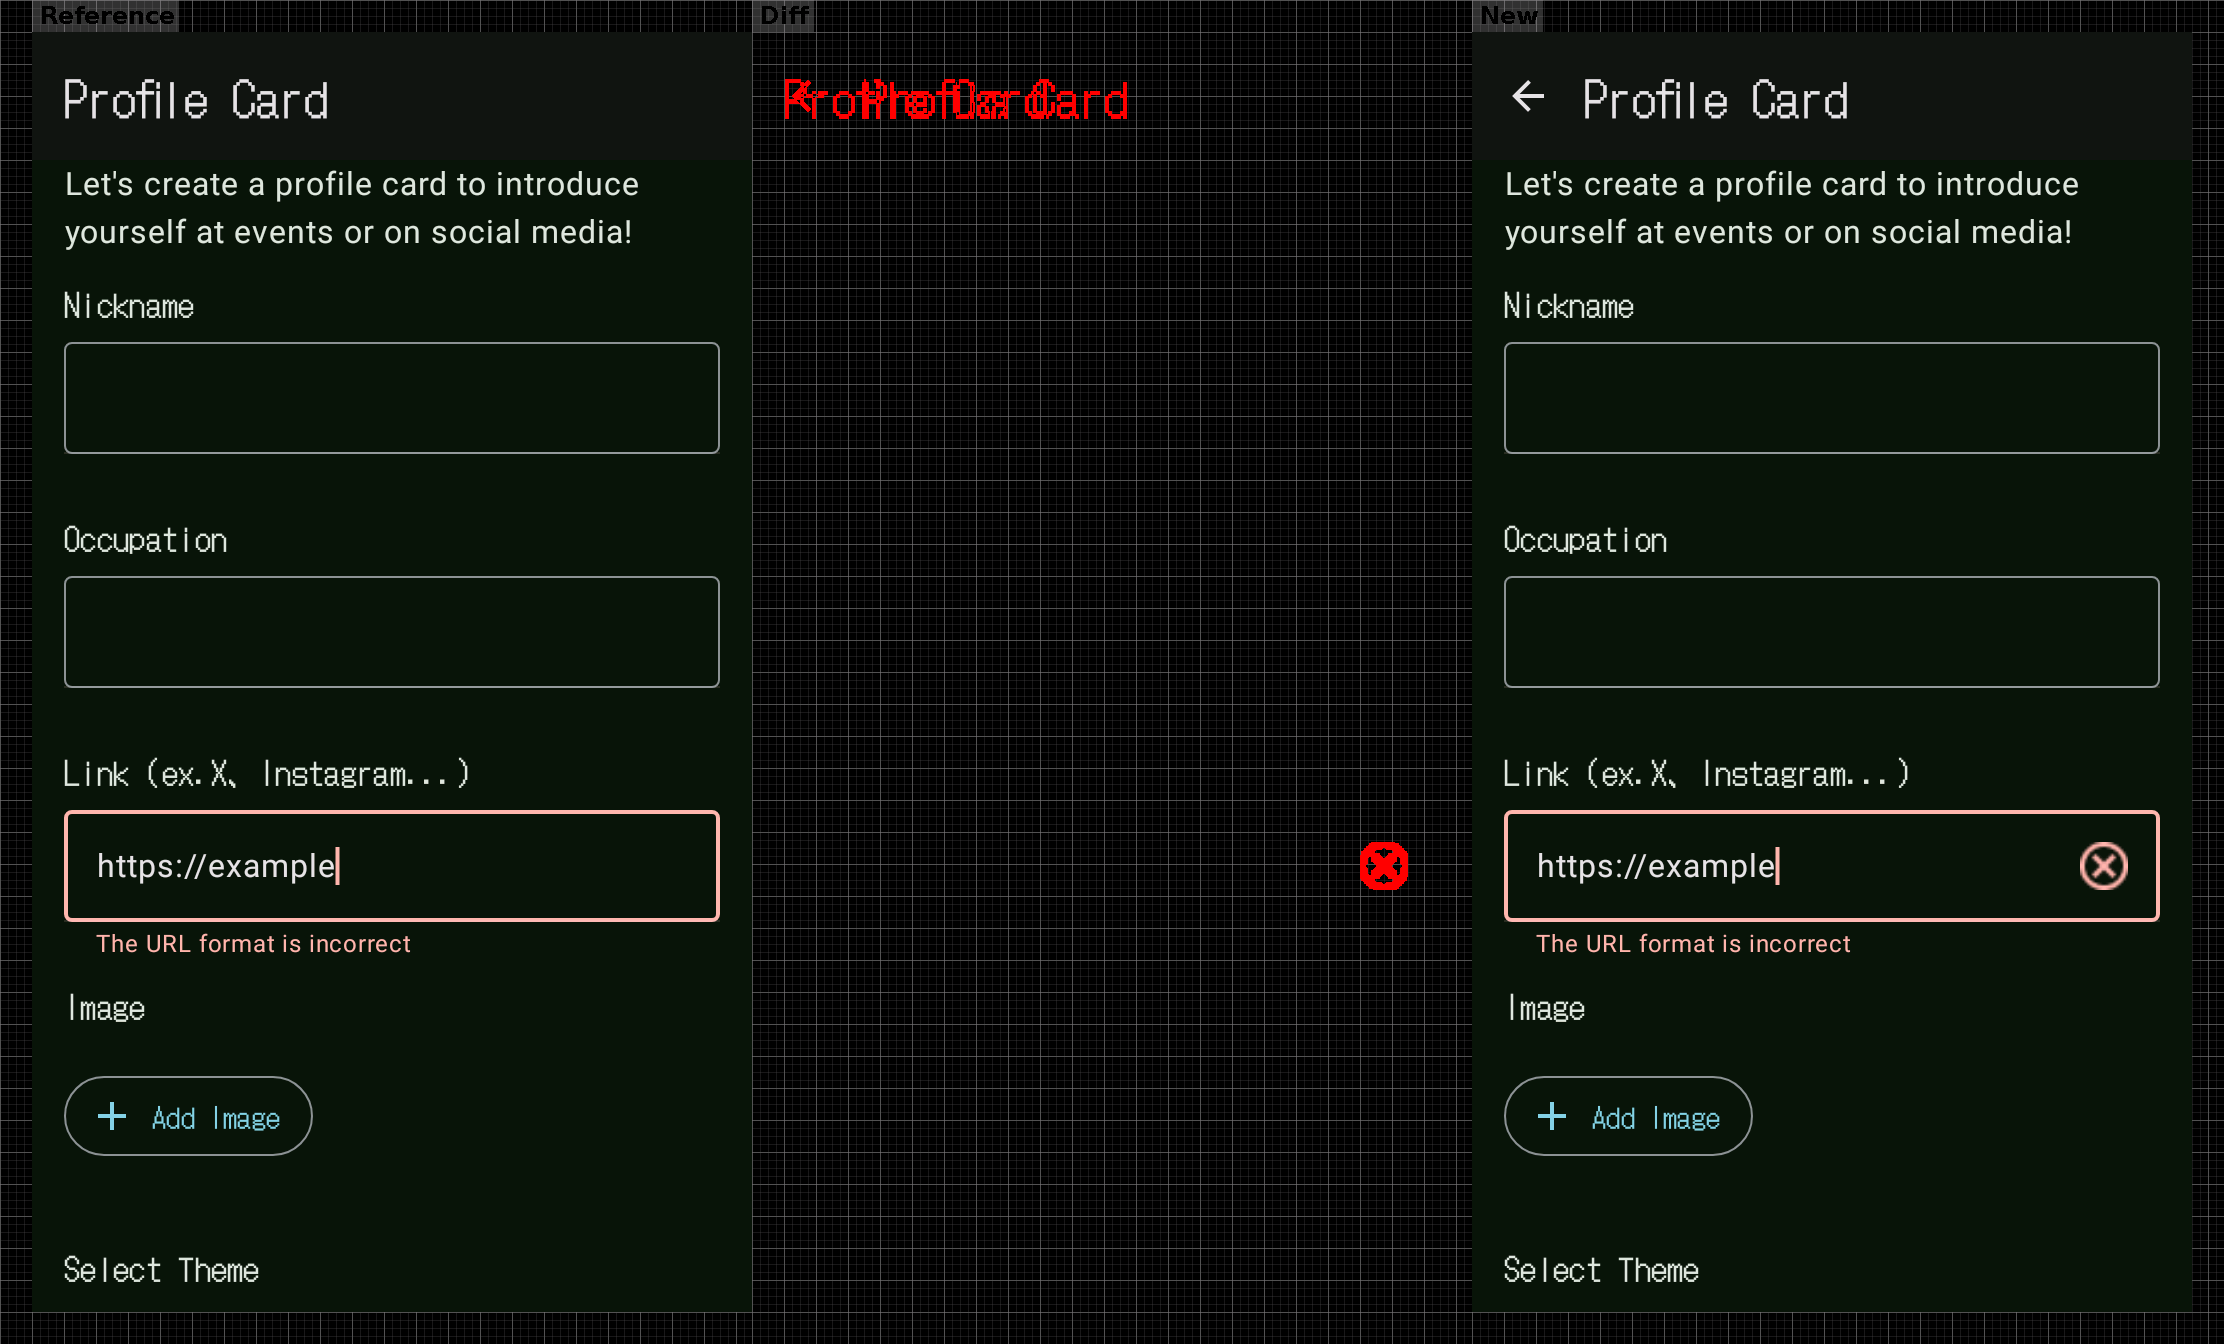 Reference
Profile Card
Let's create a profile card to introduce
yourself at events or on social media!
Nickname
Occupation
Link (ex.X、Instagram...)
https://example
The URL format is incorrect
Image
Add Image
Select Theme
Diff
New
Profile Card
Let's create a profile card to introduce
yourself at events or on social media!
Nickname
Occupation
Link (ex.X、Instagram...)
https://example
The URL format is incorrect
Image
Add Image
Select Theme